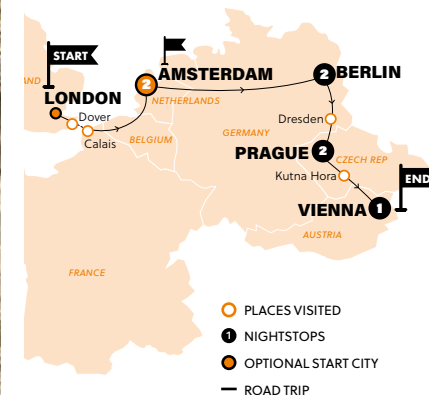 START
AND
LONDON
Dover
Calais
2
AMSTERDAM
NETHERLANDS
BELGIUM
GERMANY
2
BERLIN
Dresden
PRAGUE
2
CZECH REP
Kutna Hora
END
VIENNA
1
AUSTRIA
FRANCE
PLACES VISITED
1 NIGHTSTOPS
OPTIONAL START CITY
ROAD TRIP